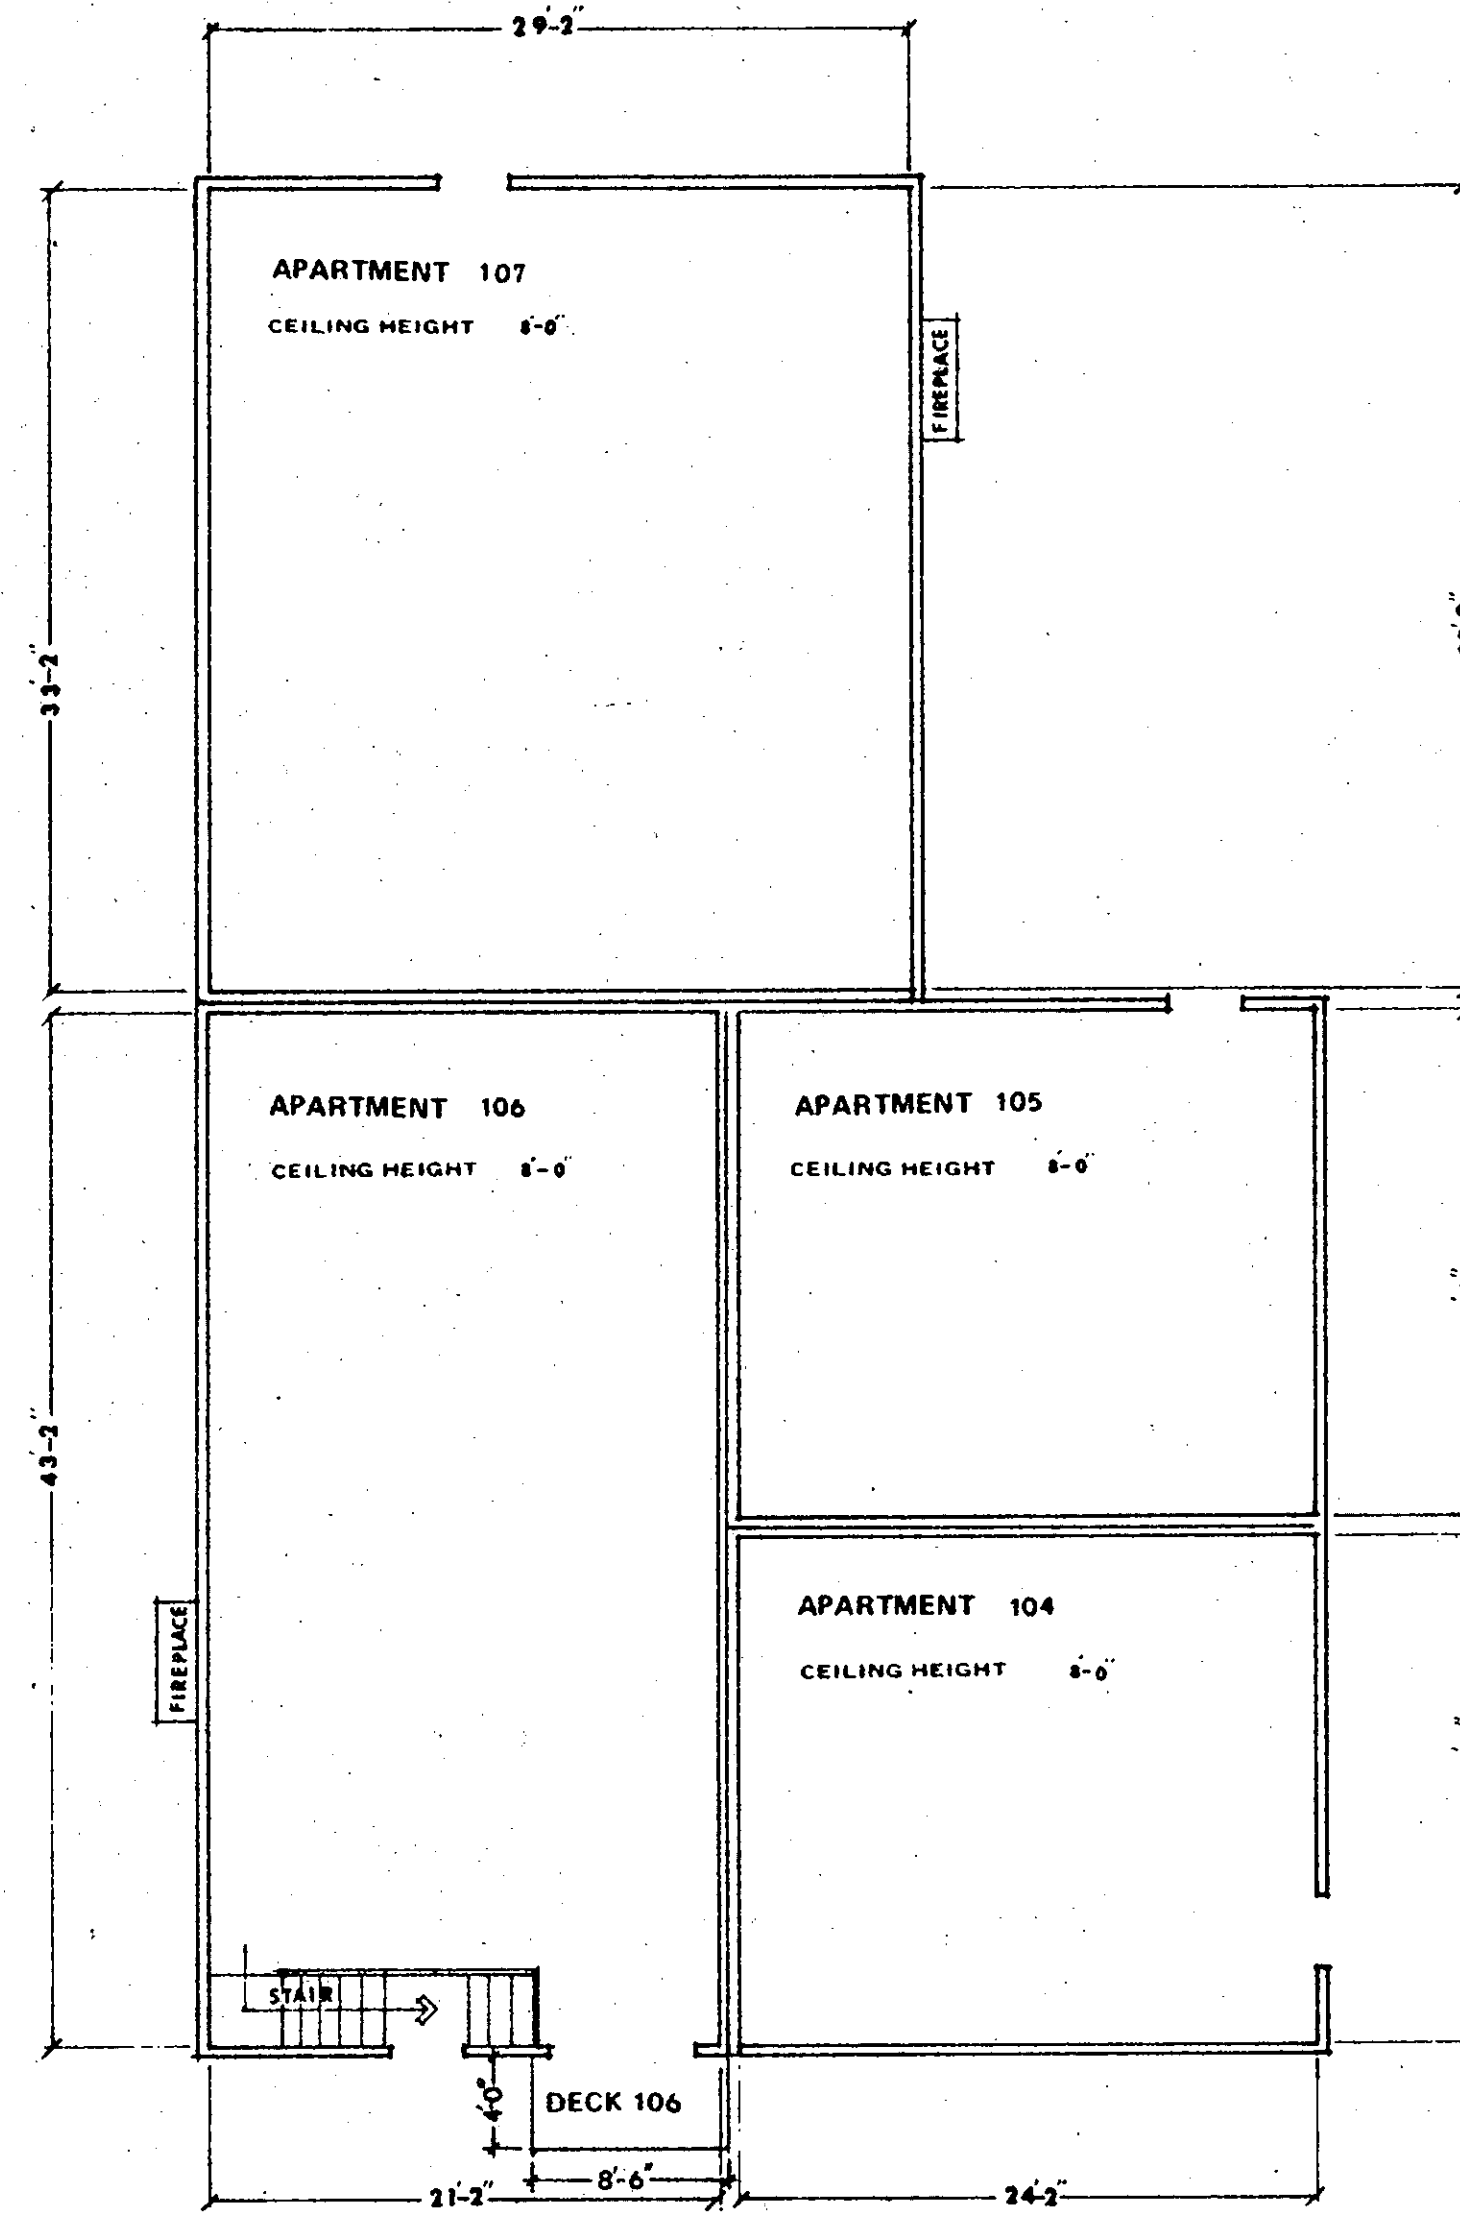 29'-2"
APARTMENT 107
CEILING HEIGHT 8'-0"
FIREPLACE
33'-2"
APARTMENT 106
CEILING HEIGHT 8'-0"
APARTMENT 105
CEILING HEIGHT 8'-0"
43'-2"
APARTMENT 104
CEILING HEIGHT 8'-0"
FIREPLACE
STAIR
4'-0"
DECK 106
8'-6"
21'-2"
24'-2"